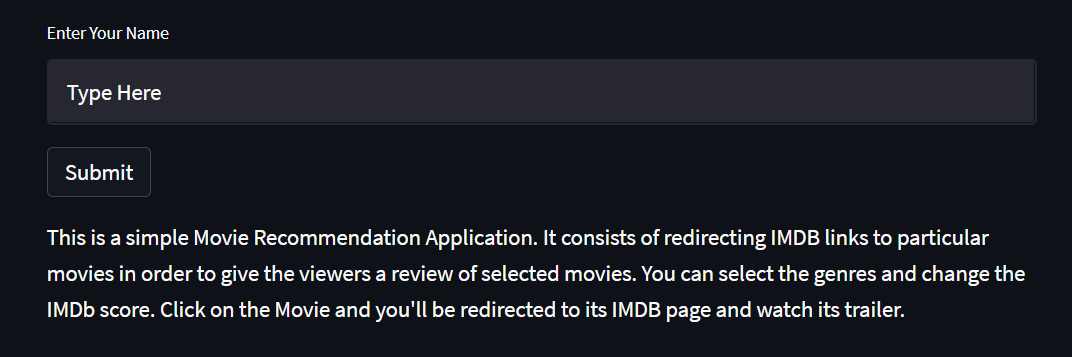 Enter Your Name
Type Here
Submit
This is a simple Movie Recommendation Application. It consists of redirecting IMDB links to particular
movies in order to give the viewers a review of selected movies. You can select the genres and change the
IMDb score. Click on the Movie and you'll be redirected to its IMDB page and watch its trailer.